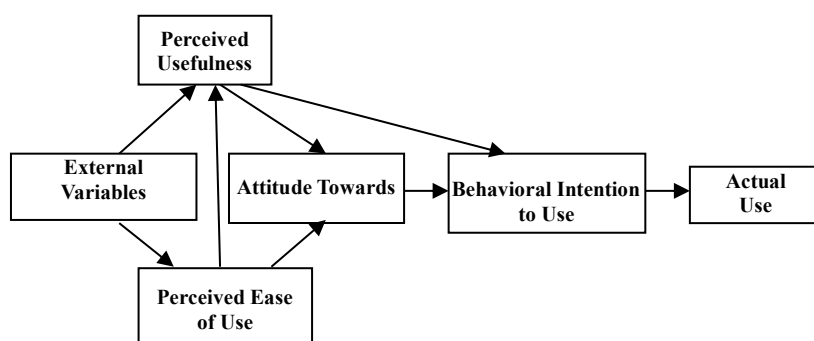 Perceived
Usefulness
External
Variables
Attitude Towards
Behavioral Intention
to Use
Actual
Use
Perceived Ease
of Use